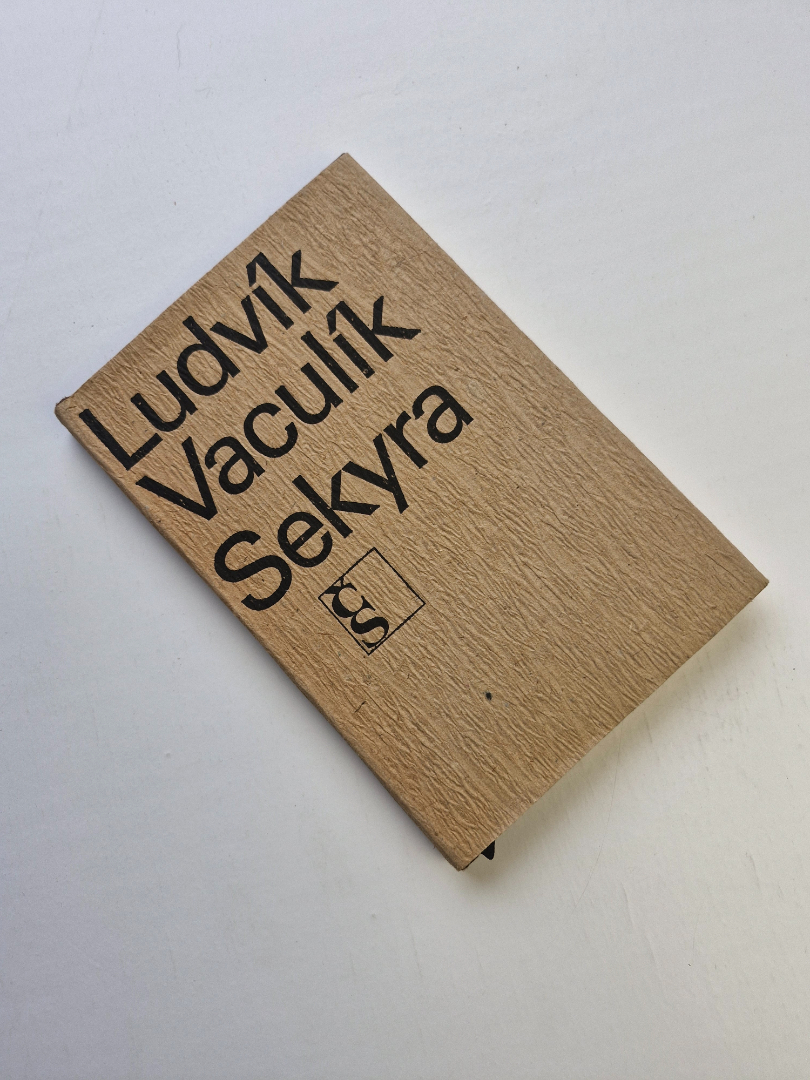 Ludvík
Vaculík
Sekyra
čs